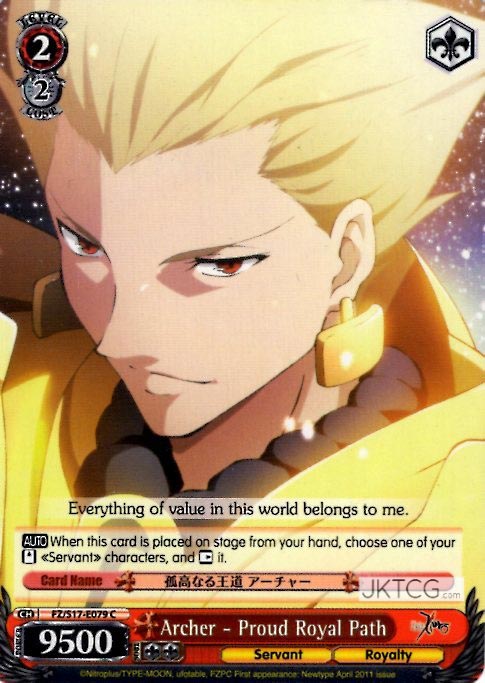 LEVEL
2
2
COST
Everything of value in this world belongs to me.
AUTO When this card is placed on stage from your hand, choose one of your
«Servant» characters, and it.
Card Name 孤高なる王道 アーチャー
JKTCG.com
CH FZ/S17-E079 C
POWER 9500 SOUL Archer - Proud Royal Path
Servant Royalty
©Nitroplus/TYPE-MOON, ufotable, FZPC First appearance: Newtype April 2011 issue